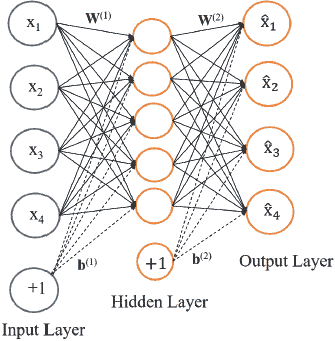 W(1)
W(2)
x1
x̂1
x2
x̂2
x3
x̂3
x4
x̂4
+1
+1
b(1)
b(2)
Output Layer
Hidden Layer
Input Layer